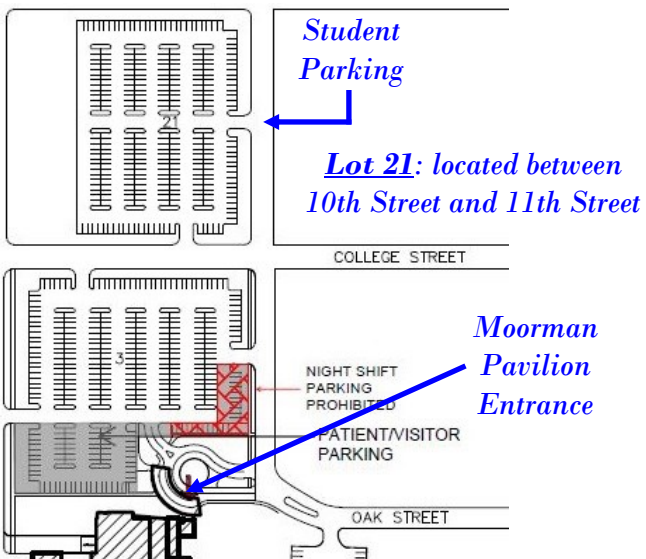 Student
Parking
21
Lot 21: located between
10th Street and 11th Street
COLLEGE STREET
Moorman
Pavilion
Entrance
3
NIGHT SHIFT
PARKING
PROHIBITED
PATIENT/VISITOR
PARKING
OAK STREET